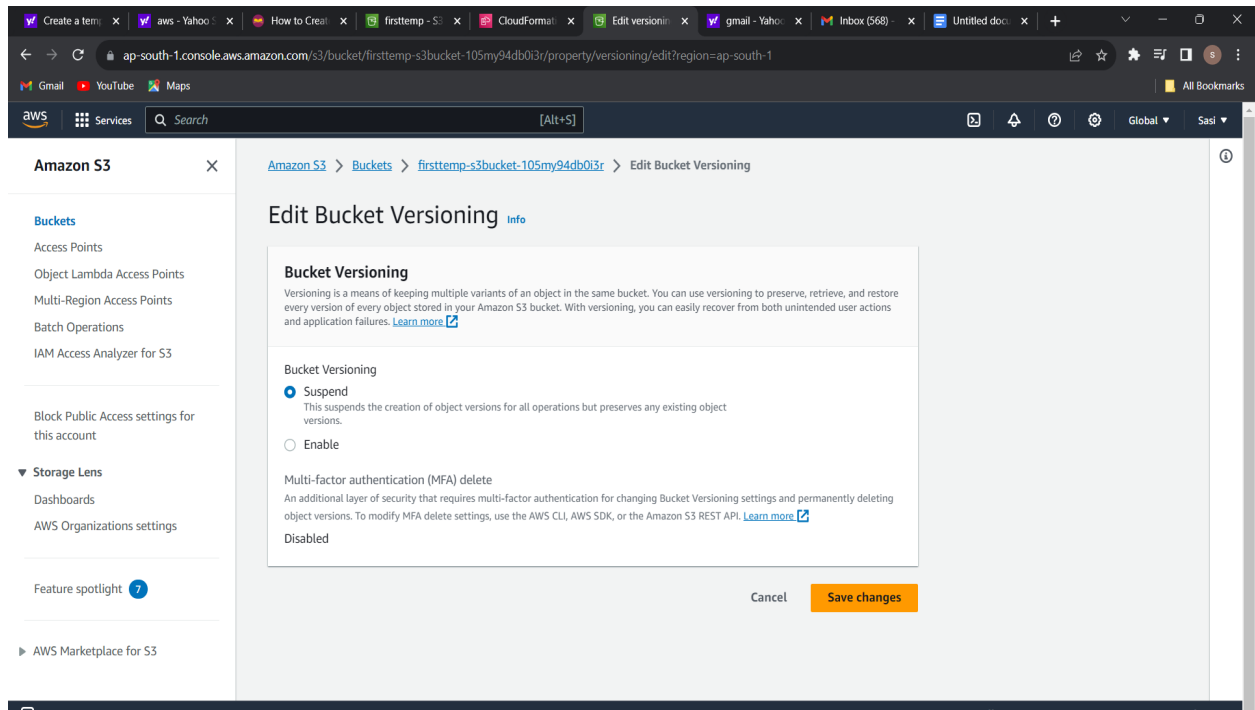 Create a tem
aws - Yahoo S
How to Creat
firsttemp - S3
CloudFormati
Edit versionin
gmail - Yahoo
Inbox (568) -
Untitled docu
ap-south-1.console.aws.amazon.com/s3/bucket/firsttemp-s3bucket-105my94db0i3r/property/versioning/edit?region=ap-south-1
S
Gmail YouTube Maps All Bookmarks
aws Services Search [Alt+S] Global Sasi
Amazon S3
Buckets
Access Points
Object Lambda Access Points
Multi-Region Access Points
Batch Operations
IAM Access Analyzer for S3
Block Public Access settings for
this account
Storage Lens
Dashboards
AWS Organizations settings
Feature spotlight 7
AWS Marketplace for S3
Amazon S3 > Buckets > firsttemp-s3bucket-105my94db0i3r > Edit Bucket Versioning
Edit Bucket Versioning Info
Bucket Versioning
Versioning is a means of keeping multiple variants of an object in the same bucket. You can use versioning to preserve, retrieve, and restore
every version of every object stored in your Amazon S3 bucket. With versioning, you can easily recover from both unintended user actions
and application failures. Learn more
Bucket Versioning
Suspend
This suspends the creation of object versions for all operations but preserves any existing object
versions.
Enable
Multi-factor authentication (MFA) delete
An additional layer of security that requires multi-factor authentication for changing Bucket Versioning settings and permanently deleting
object versions. To modify MFA delete settings, use the AWS CLI, AWS SDK, or the Amazon S3 REST API. Learn more
Disabled
Cancel Save changes